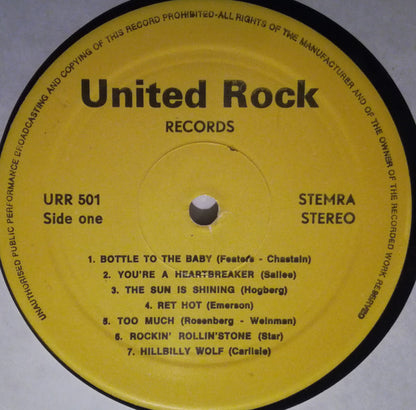 UNAUTHORISED PUBLIC PERFORMANCE BROADCASTING AND COPYING OF THIS RECORD PROHIBITED-ALL RIGHTS OF THE MANUFACTURER AND OF THE OWNER OF THE RECORDED WORK RESERVED
United Rock
RECORDS
URR 501
Side one
STEMRA
STEREO
1. BOTTLE TO THE BABY (Featers - Chastain)
2. YOU'RE A HEARTBREAKER (Sallee)
3. THE SUN IS SHINING (Hogberg)
4. RET HOT (Emerson)
5. TOO MUCH (Rosenberg - Weinman)
6. ROCKIN' ROLLIN'STONE (Star)
7. HILLBILLY WOLF (Carlisle)